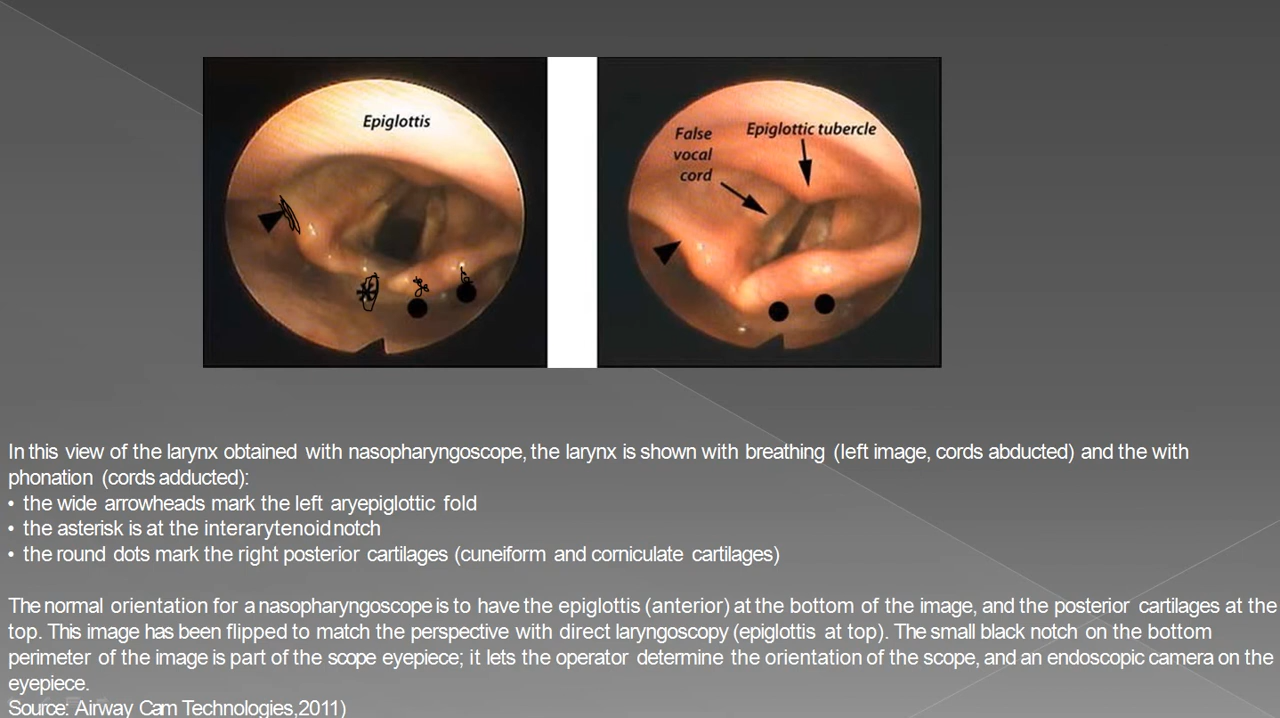 Epiglottis
False
vocal
cord
Epiglottic tubercle
In this view of the larynx obtained with nasopharyngoscope, the larynx is shown with breathing (left image, cords abducted) and the with
phonation (cords adducted):
• the wide arrowheads mark the left aryepiglottic fold
• the asterisk is at the interarytenoid notch
• the round dots mark the right posterior cartilages (cuneiform and corniculate cartilages)
The normal orientation for a nasopharyngoscope is to have the epiglottis (anterior) at the bottom of the image, and the posterior cartilages at the
top. This image has been flipped to match the perspective with direct laryngoscopy (epiglottis at top). The small black notch on the bottom
perimeter of the image is part of the scope eyepiece; it lets the operator determine the orientation of the scope, and an endoscopic camera on the
eyepiece.
Source: Airway Cam Technologies,2011)